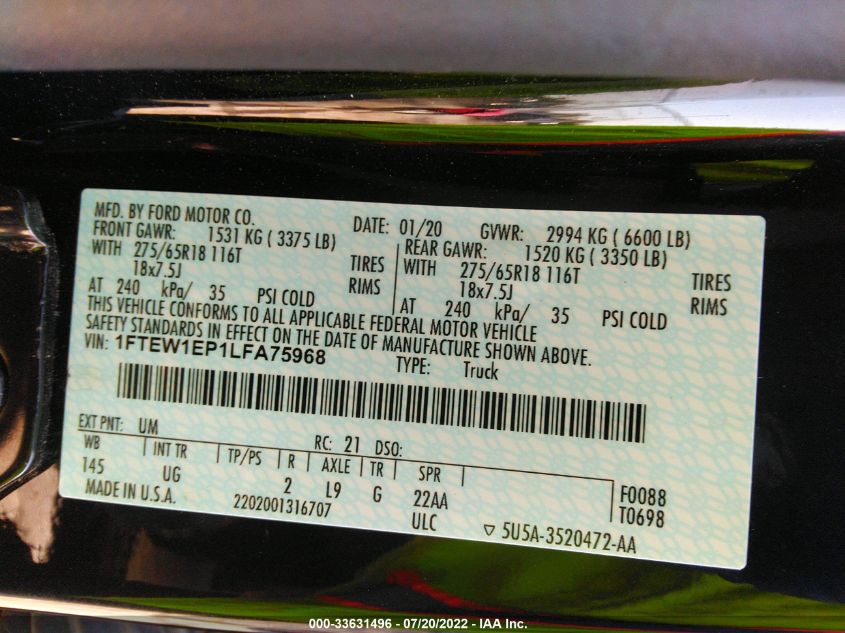 MFD. BY FORD MOTOR CO.
DATE: 01/20 GVWR: 2994 KG ( 6600 LB)
FRONT GAWR: 1531 KG ( 3375 LB) REAR GAWR: 1520 KG ( 3350 LB)
WITH 275/65R18 116T TIRES WITH 275/65R18 116T TIRES
18x7.5J RIMS 18x7.5J RIMS
AT 240 kPa/ 35 PSI COLD AT 240 kPa/ 35 PSI COLD
THIS VEHICLE CONFORMS TO ALL APPLICABLE FEDERAL MOTOR VEHICLE
SAFETY STANDARDS IN EFFECT ON THE DATE OF MANUFACTURE SHOWN ABOVE.
VIN: 1FTEW1EP1LFA75968
TYPE: Truck
EXT PNT: UM RC: 21 DSO:
WB INT TR TP/PS R AXLE TR SPR
145 UG 2 L9 G 22AA F0088
MADE IN U.S.A. 2202001316707 ULC T0698
▽ 5U5A-3520472-AA
000-33631496 - 07/20/2022 - IAA Inc.